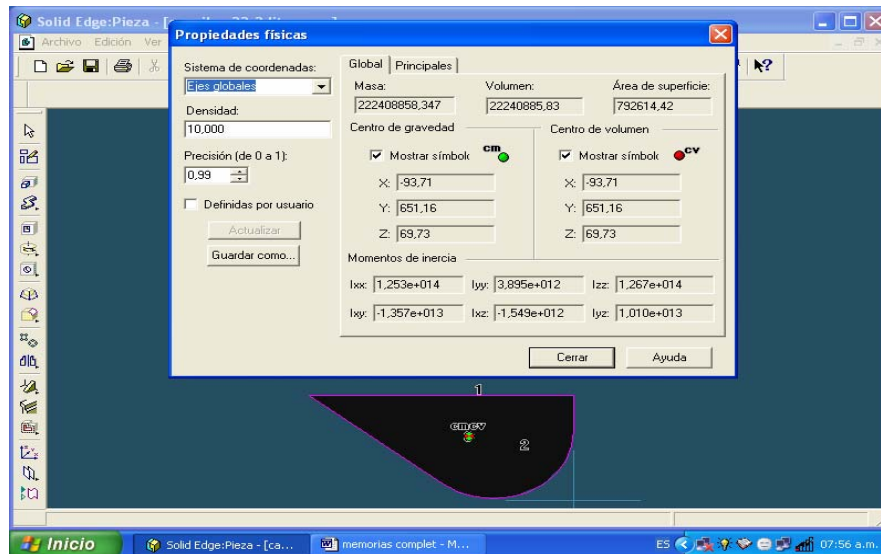 Solid Edge:Pieza - [
Archivo Edición Ver
Propiedades físicas
Sistema de coordenadas:
Ejes globales
Densidad:
10,000
Precisión (de 0 a 1):
0,99
Definidas por usuario
Actualizar
Guardar como...
Global Principales
Masa: Volumen: Área de superficie:
222408858,347 22240885,83 792614,42
Centro de gravedad Centro de volumen
Mostrar símbolo cm Mostrar símbolo cv
X: -93,71 X: -93,71
Y: 651,16 Y: 651,16
Z: 69,73 Z: 69,73
Momentos de inercia
Ixx: 1,253e+014 Iyy: 3,895e+012 Izz: 1,267e+014
Ixy: -1,357e+013 Ixz: -1,549e+012 Iyz: 1,010e+013
Cerrar Ayuda
1
cmcv
2
Inicio Solid Edge:Pieza - [ca... memorias complet - M... ES 07:56 a.m.